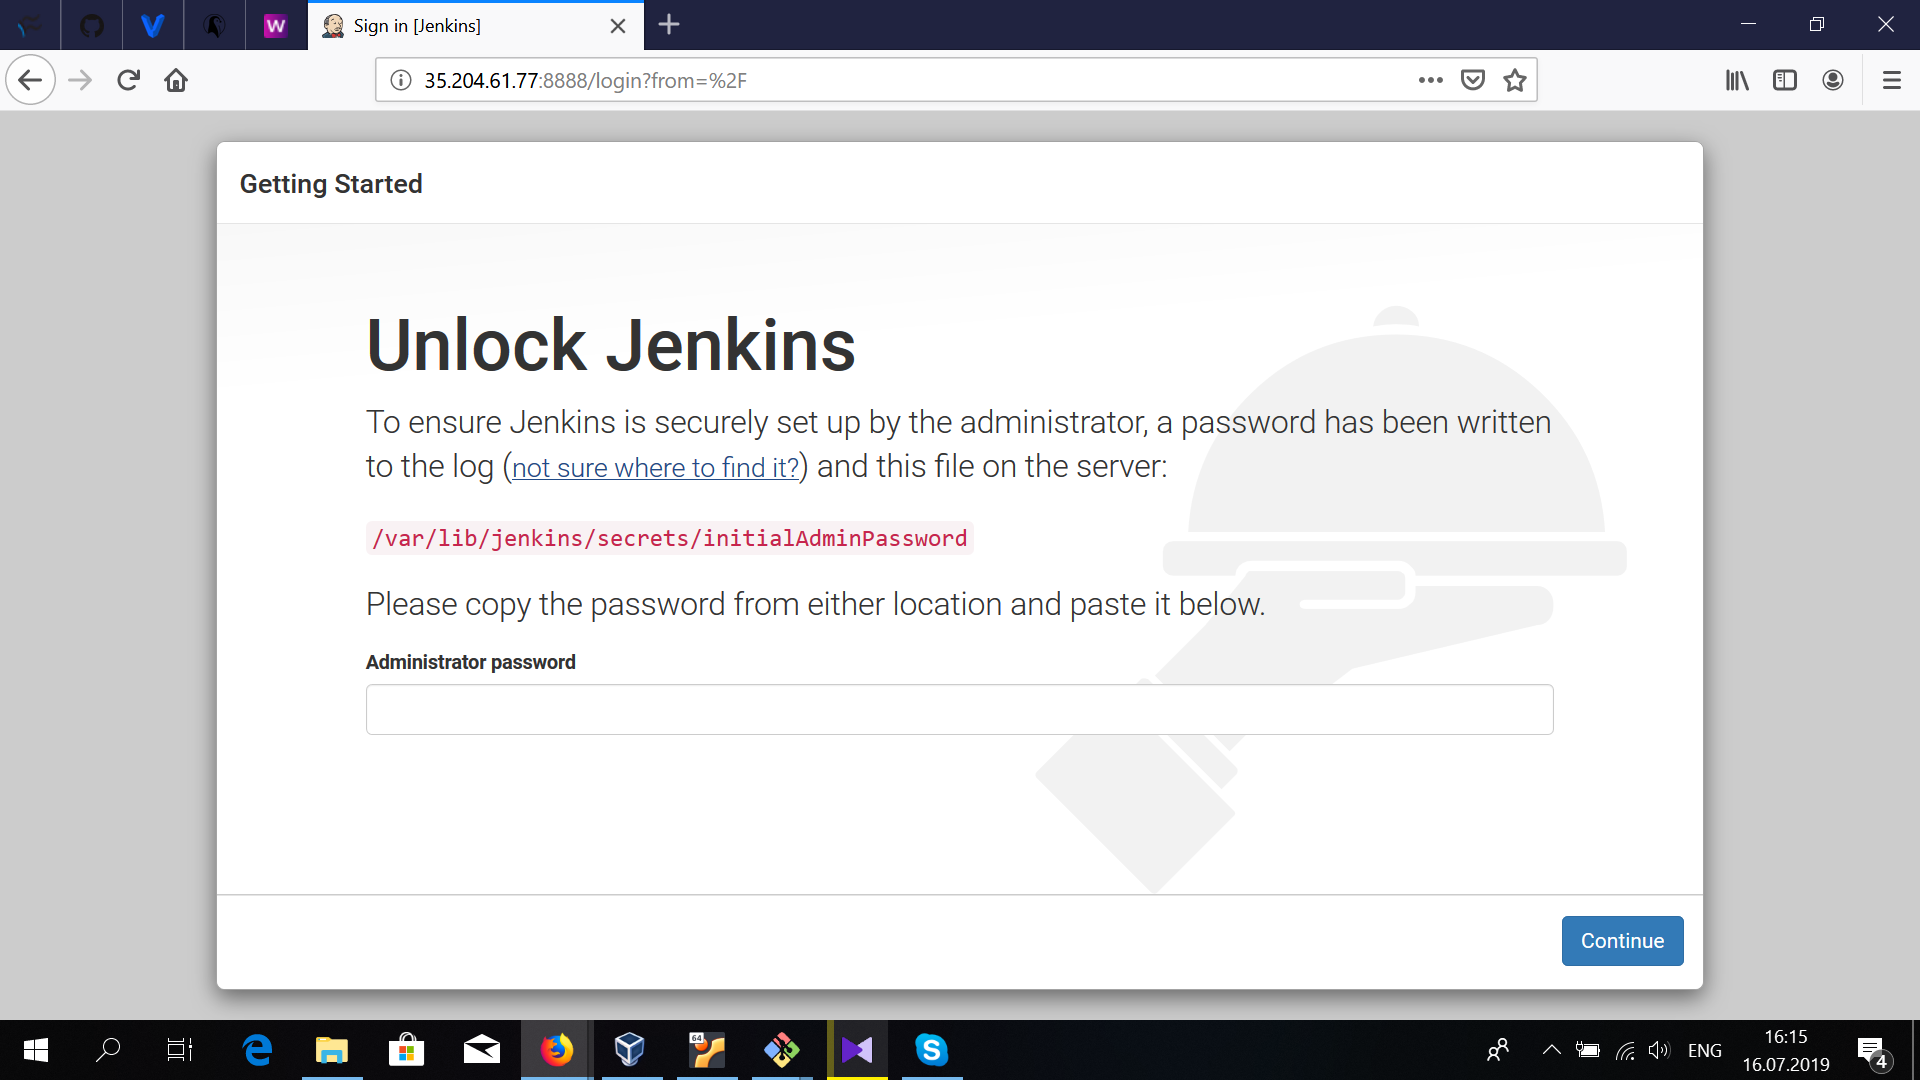 W
Sign in [Jenkins]
35.204.61.77:8888/login?from=%2F
Getting Started
Unlock Jenkins
To ensure Jenkins is securely set up by the administrator, a password has been written
to the log (not sure where to find it?) and this file on the server:
/var/lib/jenkins/secrets/initialAdminPassword
Please copy the password from either location and paste it below.
Administrator password
Continue
64
S
ENG
16:15
16.07.2019
4